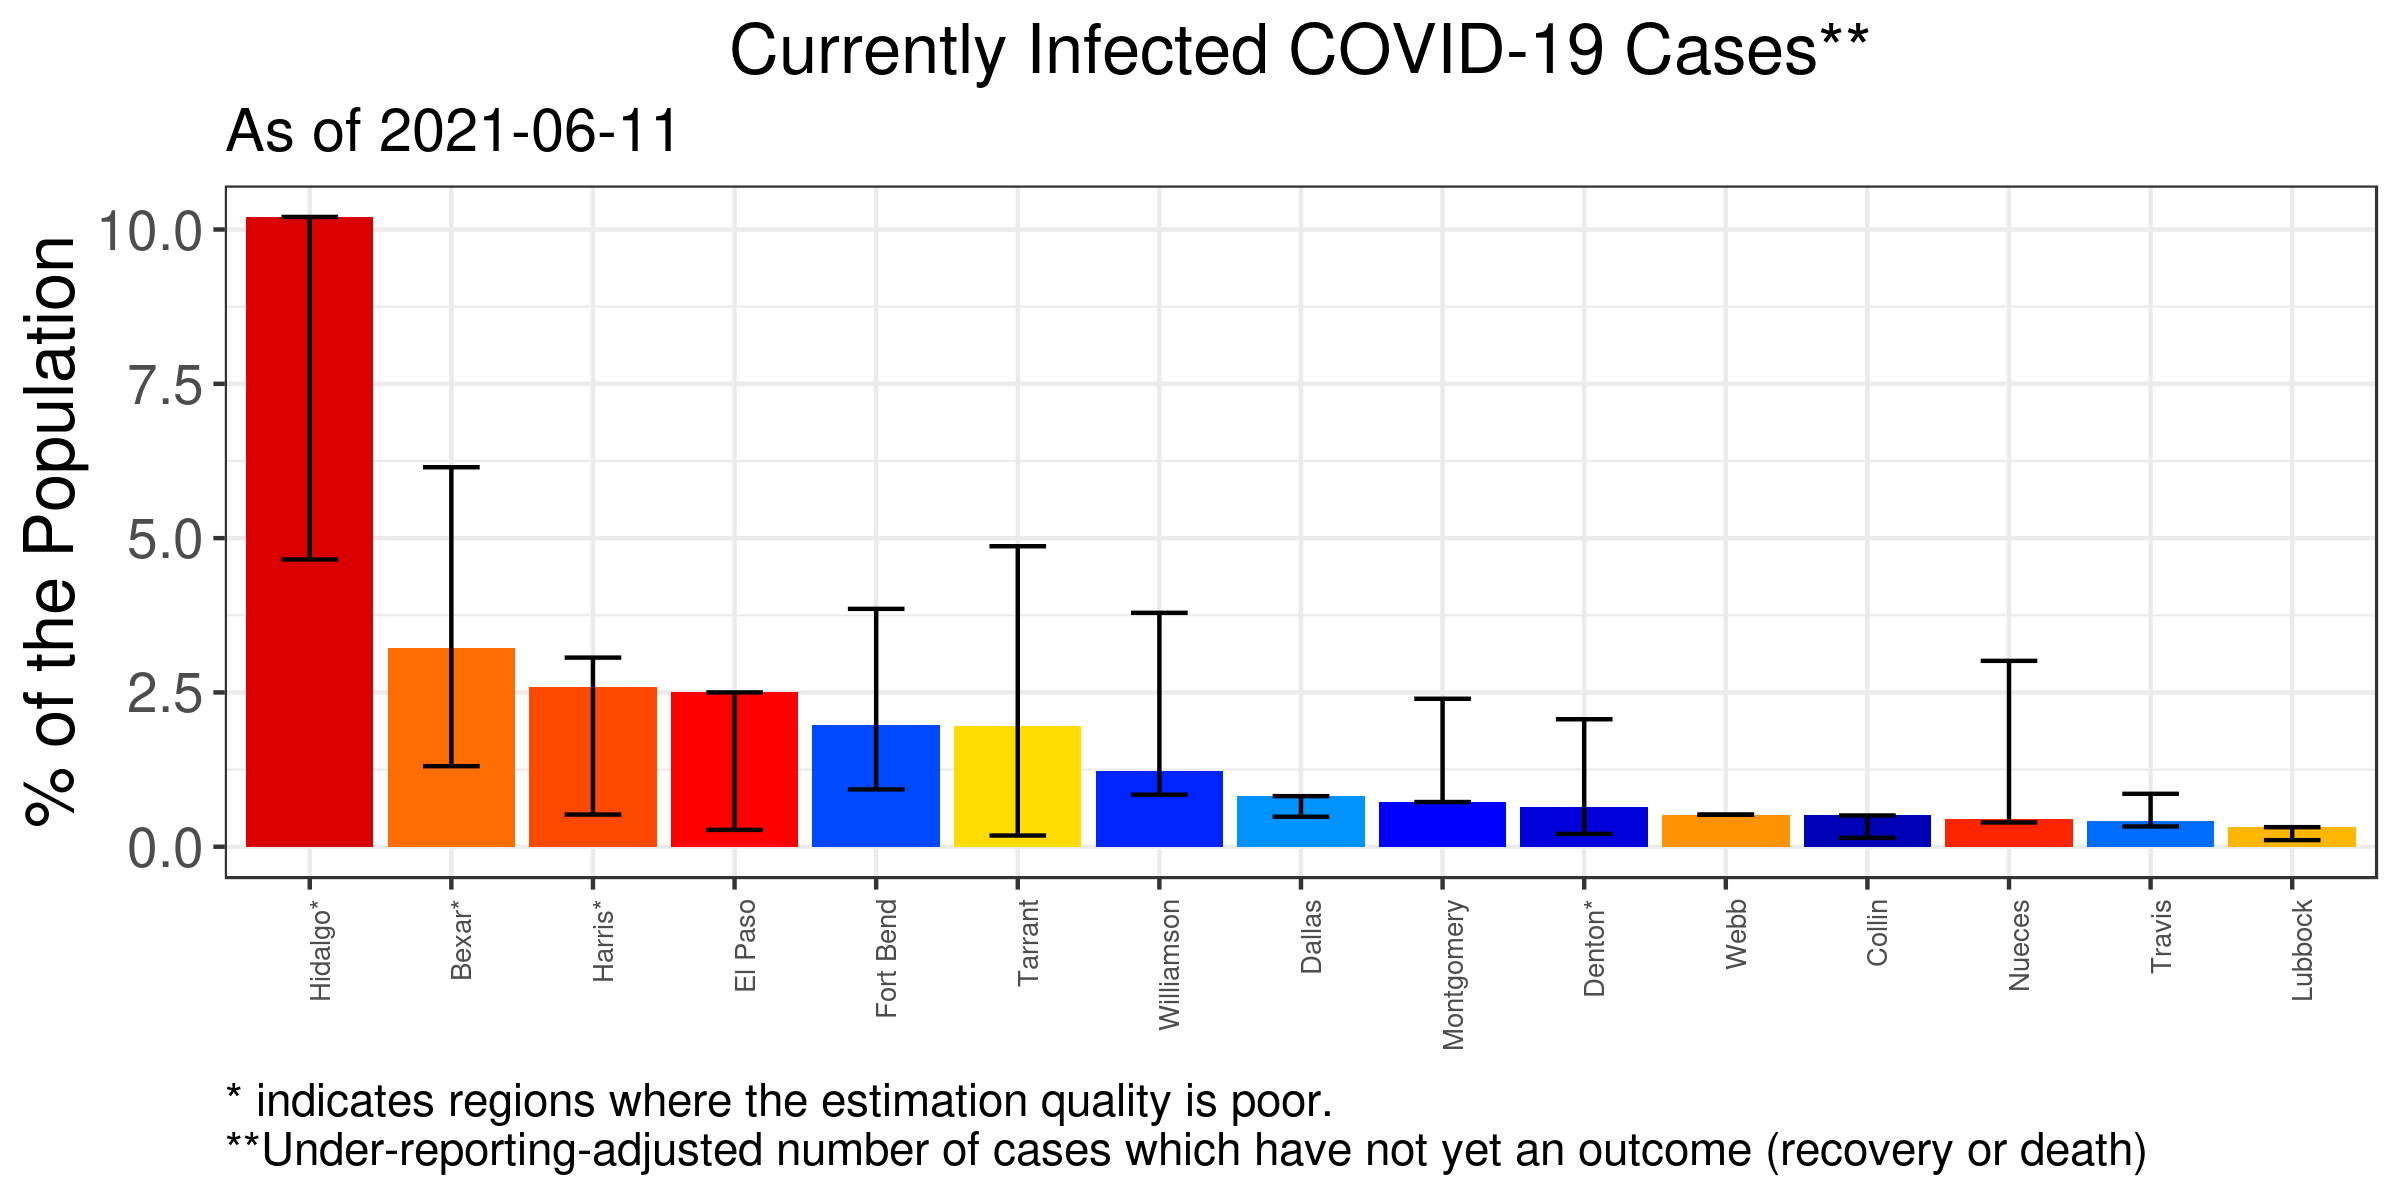 Currently Infected COVID-19 Cases**
As of 2021-06-11
% of the Population
10.0
7.5
5.0
2.5
0.0
Hidalgo*
Bexar*
Harris*
El Paso
Fort Bend
Tarrant
Williamson
Dallas
Montgomery
Denton*
Webb
Collin
Nueces
Travis
Lubbock
* indicates regions where the estimation quality is poor.
**Under-reporting-adjusted number of cases which have not yet an outcome (recovery or death)